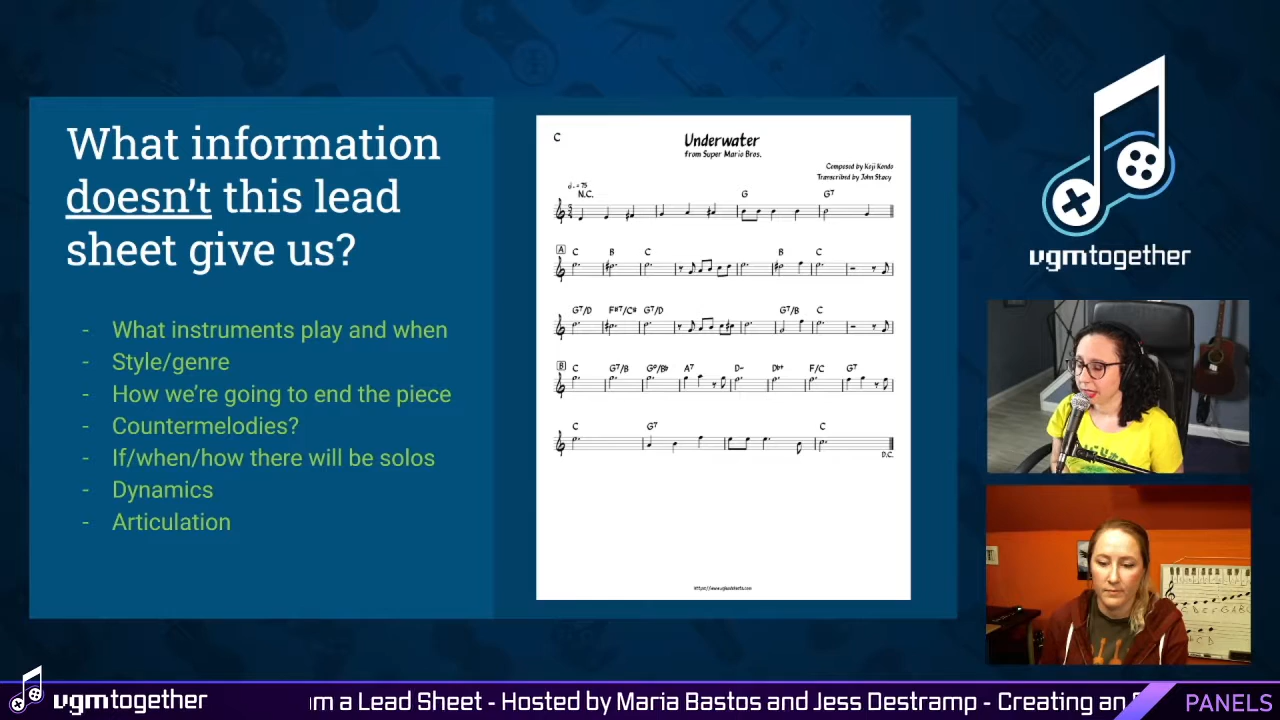 What information
doesn't this lead
sheet give us?
- What instruments play and when
- Style/genre
- How we're going to end the piece
- Countermelodies?
- If/when/how there will be solos
- Dynamics
- Articulation
C
Underwater
from Super Mario Bros.
Composed by Koji Kondo
Transcribed by John Stacy
= 75
N.C. G G7
A
C B C B C
G7/D F#7/C# G7/D G7/B C
B
C G7/B A7 D- F/C G7
C G7 C
D.C.
vgmtogether
vgmtogether
m a Lead Sheet - Hosted by Maria Bastos and Jess Destramp - Creating an
PANELS